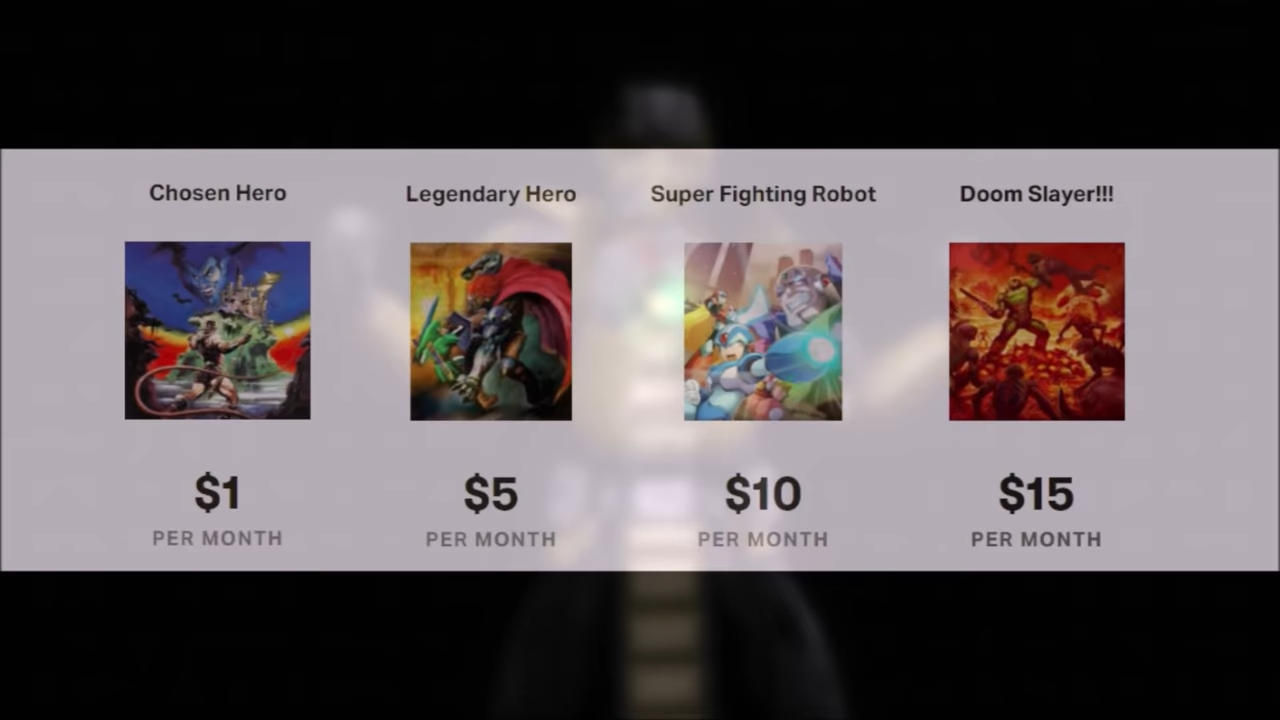 Chosen Hero
Legendary Hero
Super Fighting Robot
Doom Slayer!!!
$1
$5
$10
$15
PER MONTH
PER MONTH
PER MONTH
PER MONTH